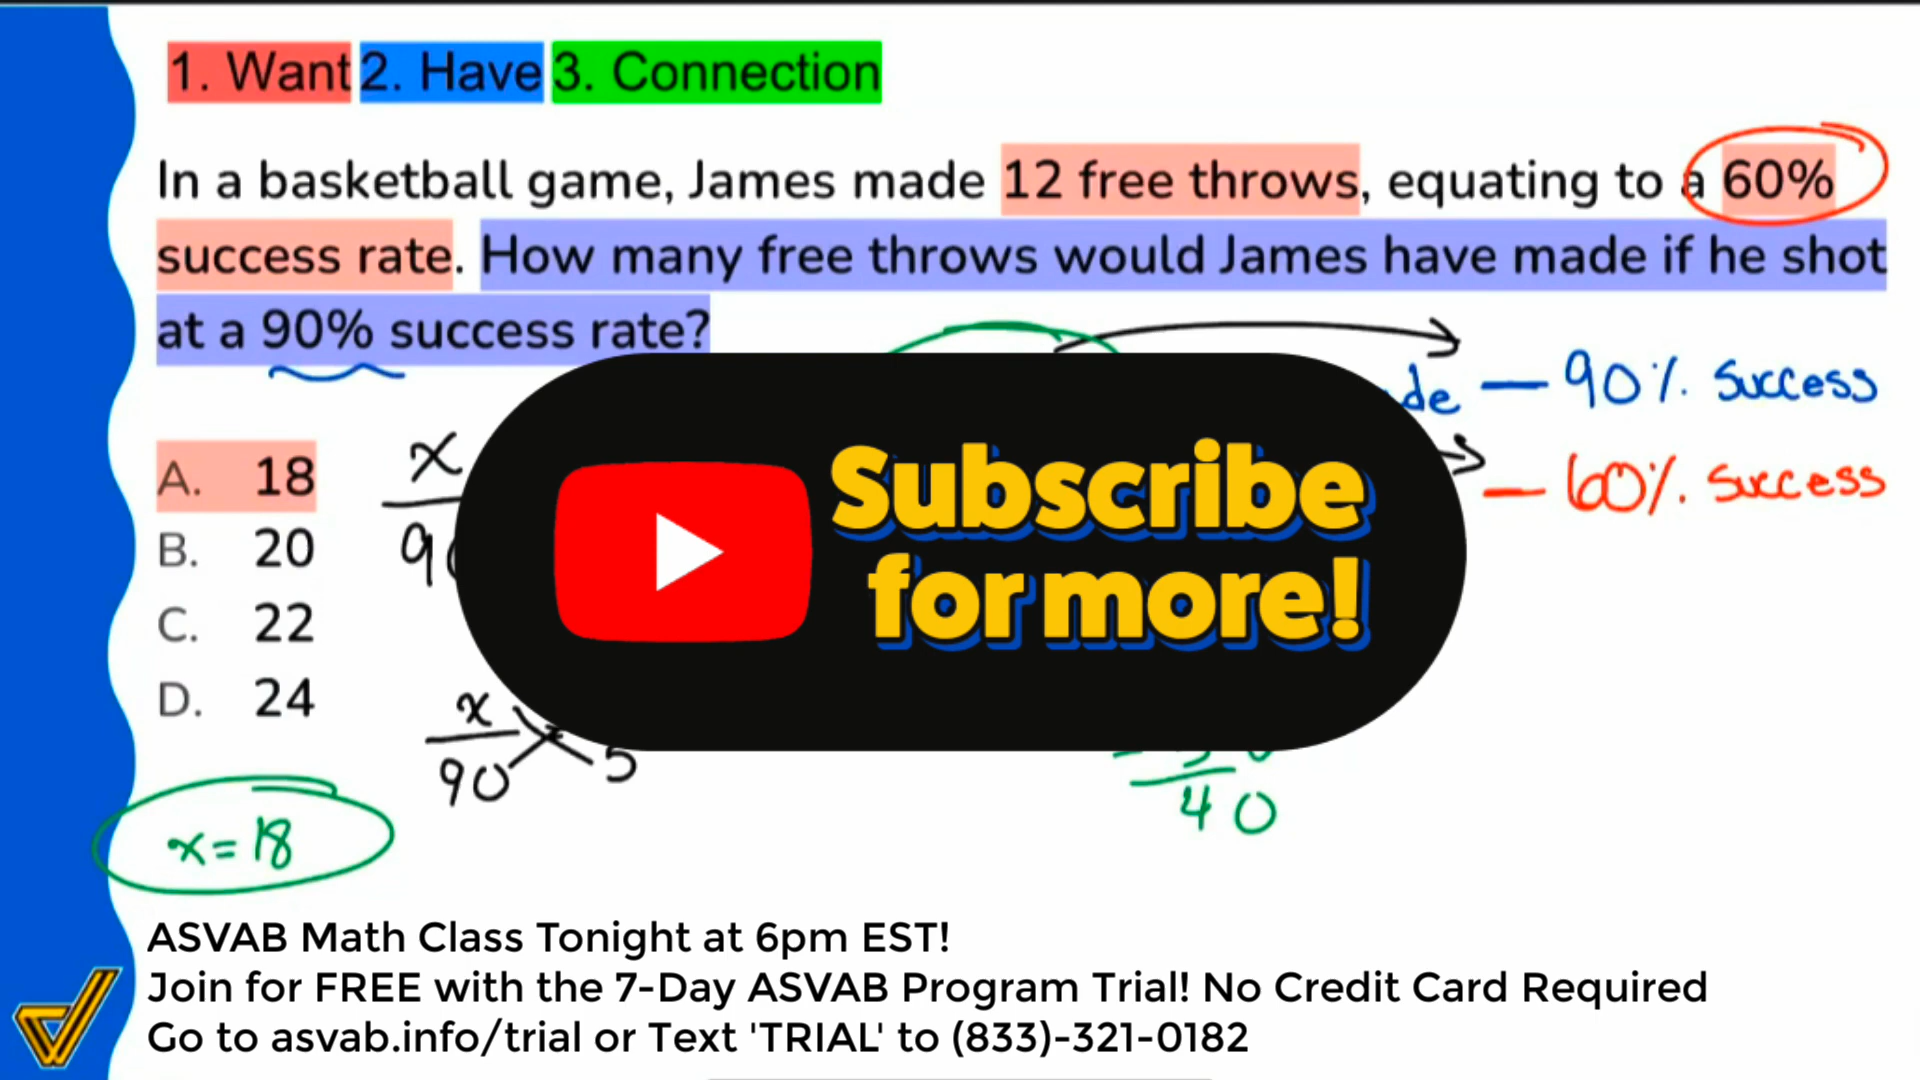 1. Want 2. Have 3. Connection
In a basketball game, James made 12 free throws, equating to a 60%
success rate. How many free throws would James have made if he shot
at a 90% success rate?
de — 90% success
— 60% success
A. 18
B. 20
C. 22
D. 24
x
9
Subscribe
for more!
x
90
5
40
x = 18
ASVAB Math Class Tonight at 6pm EST!
Join for FREE with the 7-Day ASVAB Program Trial! No Credit Card Required
Go to asvab.info/trial or Text 'TRIAL' to (833)-321-0182